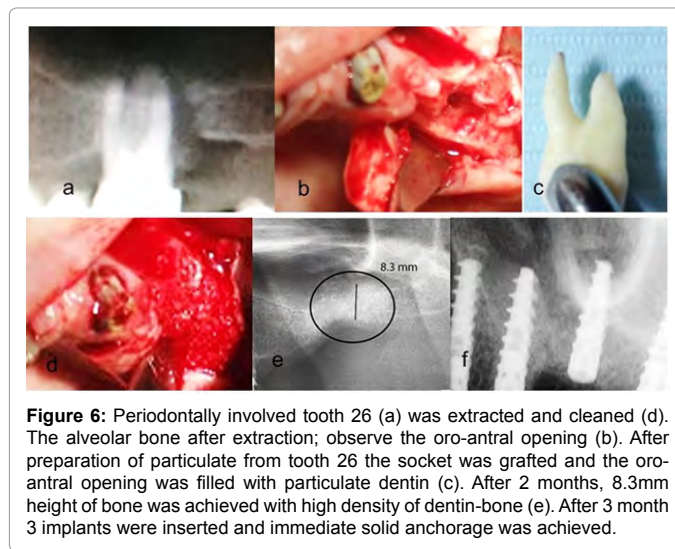 a
b
c
d
8.3 mm
e
f
Figure 6: Periodontally involved tooth 26 (a) was extracted and cleaned (d).
The alveolar bone after extraction; observe the oro-antral opening (b). After
preparation of particulate from tooth 26 the socket was grafted and the oro-
antral opening was filled with particulate dentin (c). After 2 months, 8.3mm
height of bone was achieved with high density of dentin-bone (e). After 3 month
3 implants were inserted and immediate solid anchorage was achieved.